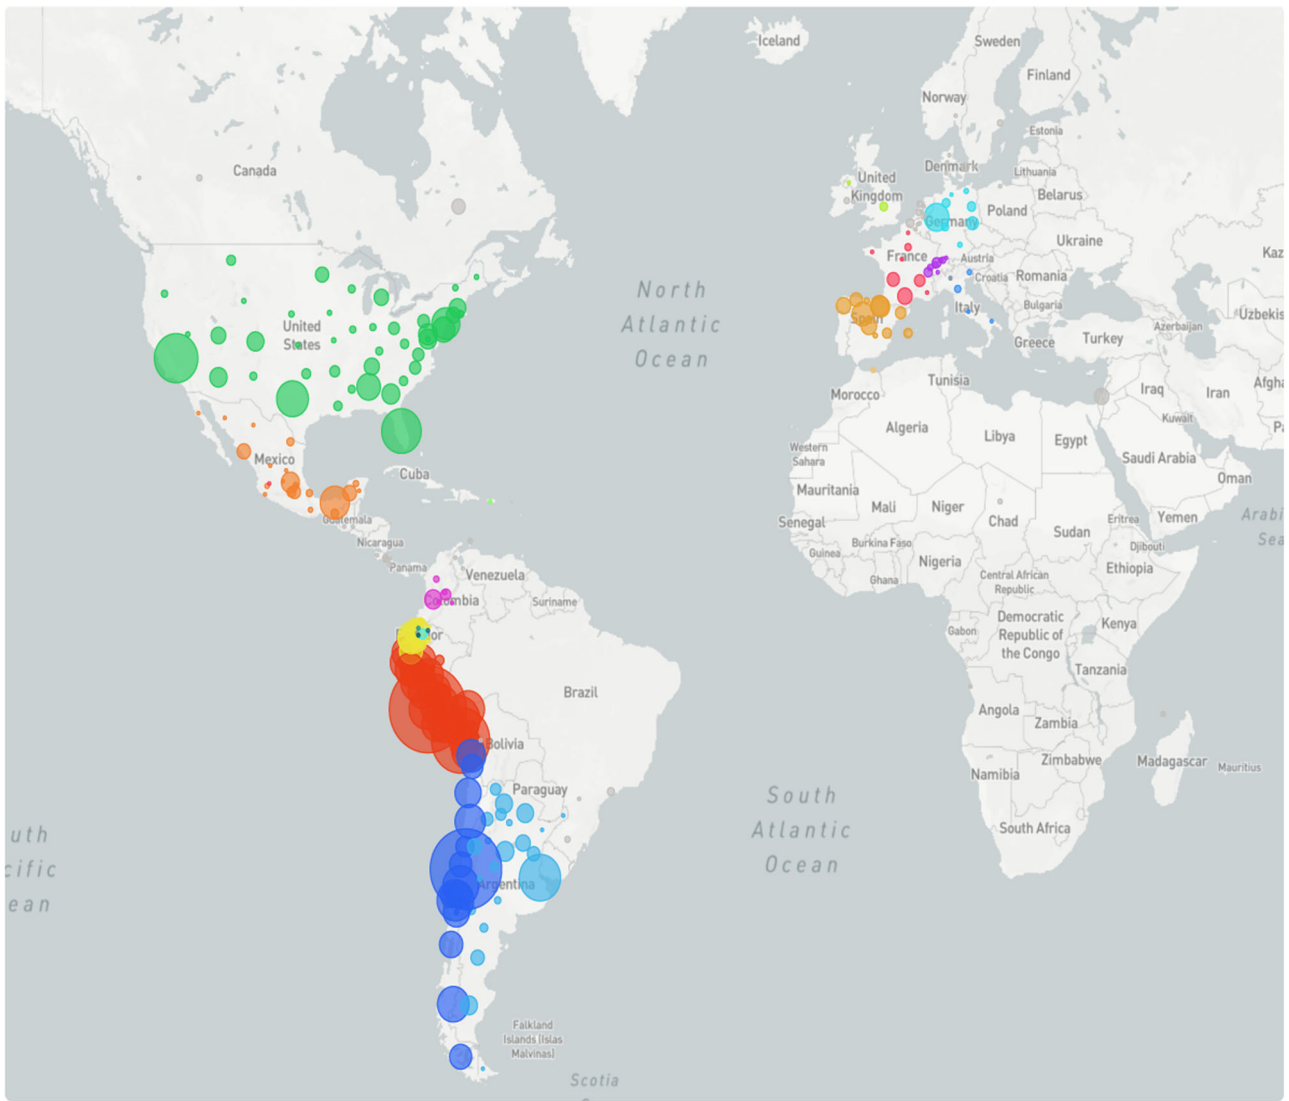 Iceland
Sweden
Finland
Norway
Estonia
Canada
Denmark
Lithuania
United
Kingdom
Belarus
Poland
Germany
Ukraine
Kaz
France
Austria
Croatia
Romania
North
Atlantic
Ocean
Italy
Bulgaria
Uzbekis
United
States
Spain
Azerbaijan
Greece
Turkey
Tunisia
Morocco
Iraq
Iran
Afgha
Kuwait
Pa
Algeria
Libya
Egypt
Western
Sahara
Saudi Arabia
Mexico
Cuba
Oman
Mauritania
Mali
Niger
Chad
Sudan
Eritrea
Yemen
Arabi
Sea
Senegal
Guatemala
Nicaragua
Burkina Faso
Djibouti
Guinea
Nigeria
Ethiopia
Panama
Venezuela
Ghana
Central African
Republic
Colombia
Suriname
Democratic
Republic of
the Congo
Kenya
Gabon
Tanzania
Brazil
Angola
Zambia
Bolivia
Zimbabwe
Madagascar
Mauritius
Namibia
Paraguay
South
Atlantic
Ocean
South Africa
uth
cific
ean
Argentina
Falkland
Islands (Islas
Malvinas)
Scotia